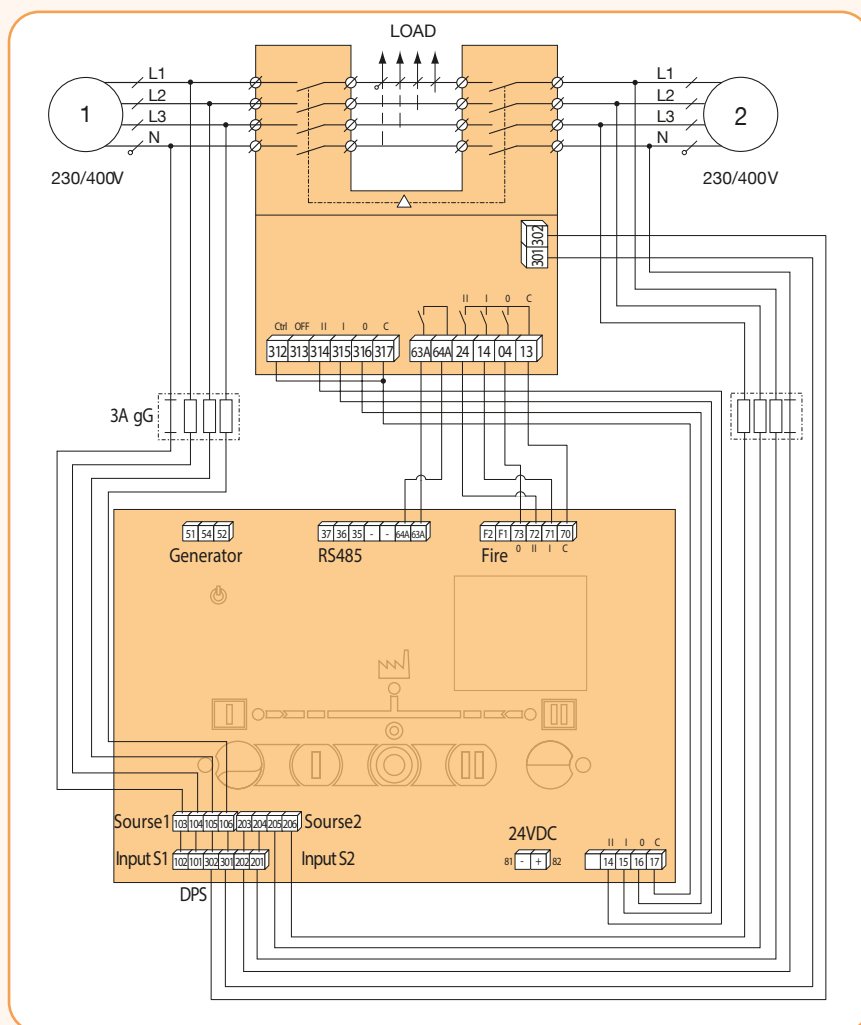 LOAD
L1 L1
L2 L2
L3 L3
N N
1 2
230/400V 230/400V
302
301
II I 0 C
Ctrl OFF II I 0 C
312 313 314 315 316 317 63A 64A 24 14 04 13
3A gG
51 54 52 37 36 35 - - 64A 63A F2 F1 73 72 71 70
0 II I C
Generator RS485 Fire
I II
I II
Sourse1 103 104 105 106 203 204 205 206 Sourse2
24VDC
II I 0 C
Input S1 102 101 302 301 202 201 Input S2 81 - + 82 14 15 16 17
DPS